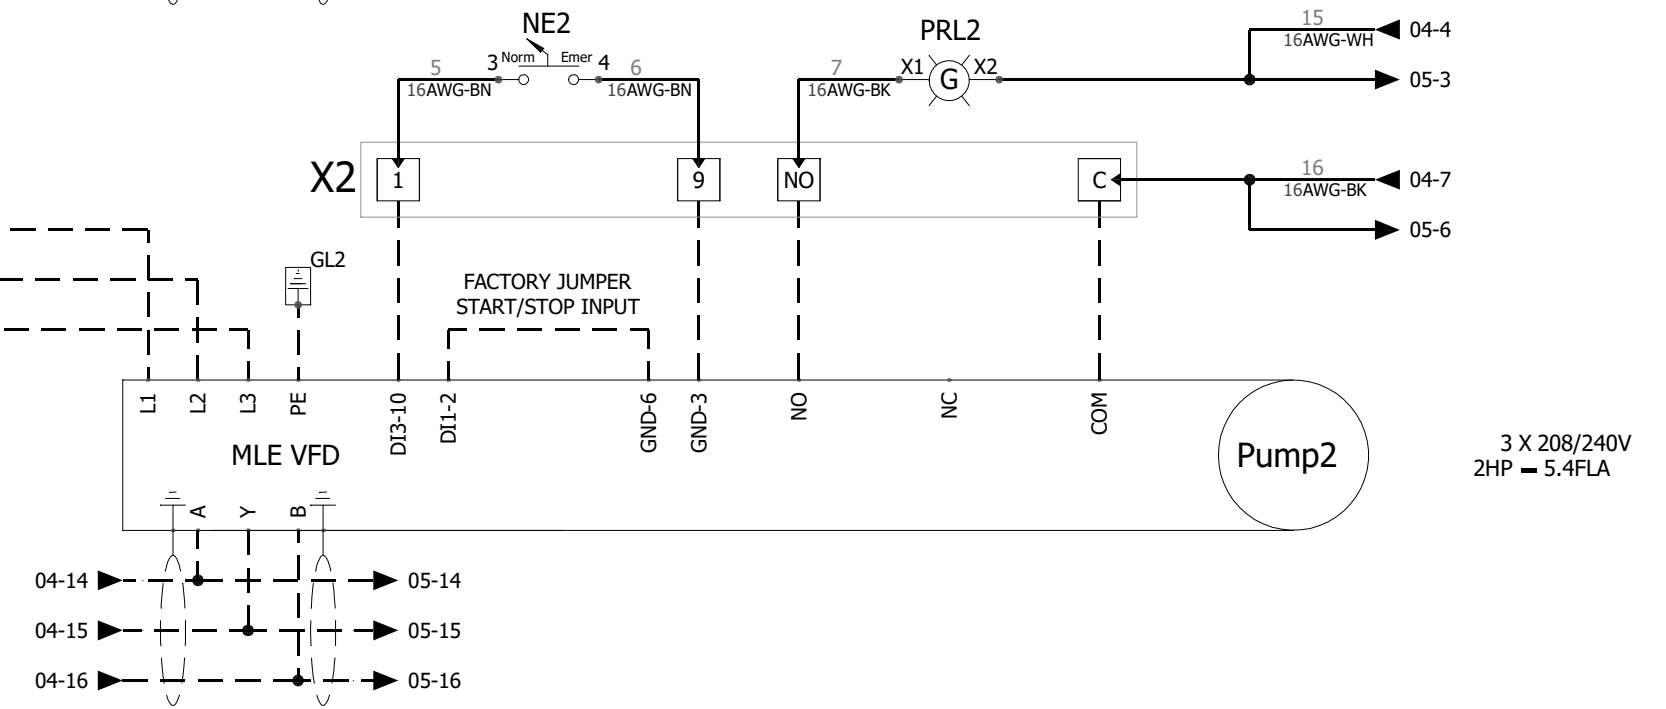 NE2
PRL2
15
04-4
16AWG-WH
3 Norm Emer 4
5
6
7
X1 G X2
05-3
16AWG-BN
16AWG-BN
16AWG-BK
X2
1
9
NO
C
16
04-7
16AWG-BK
05-6
GL2
FACTORY JUMPER
START/STOP INPUT
L1
L2
L3
PE
DI3-10
DI1-2
GND-6
GND-3
NO
NC
COM
MLE VFD
Pump2
3 X 208/240V
2HP = 5.4FLA
A
Y
B
04-14
05-14
04-15
05-15
04-16
05-16